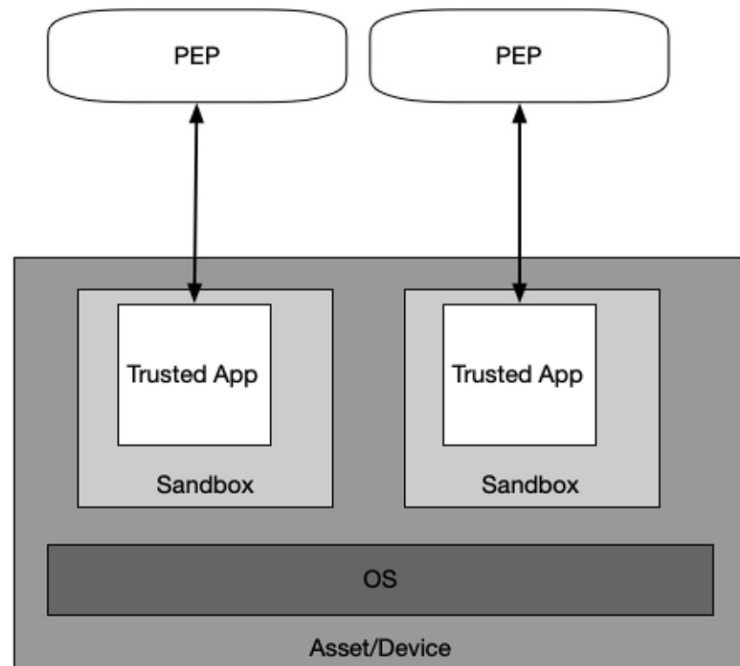 PEP
PEP
Trusted App
Trusted App
Sandbox
Sandbox
OS
Asset/Device